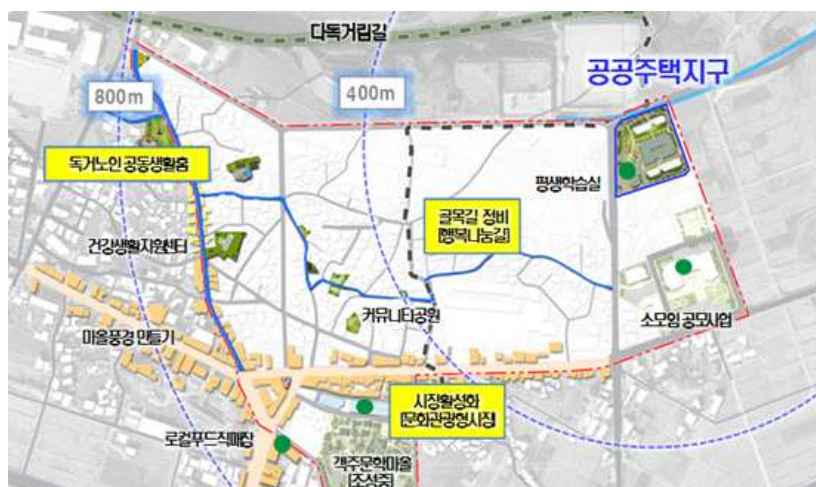 다독거림길
공공주택지구
800m
400m
독거노인 공동생활홈
평생학습실
골목길 정비
[행복나눔길]
건강생활지원센터
커뮤니티공원
소모임 공모사업
마을풍경 만들기
시장활성화
[문화관광형시장]
로컬푸드직매장
객주문학마을
[조성중]